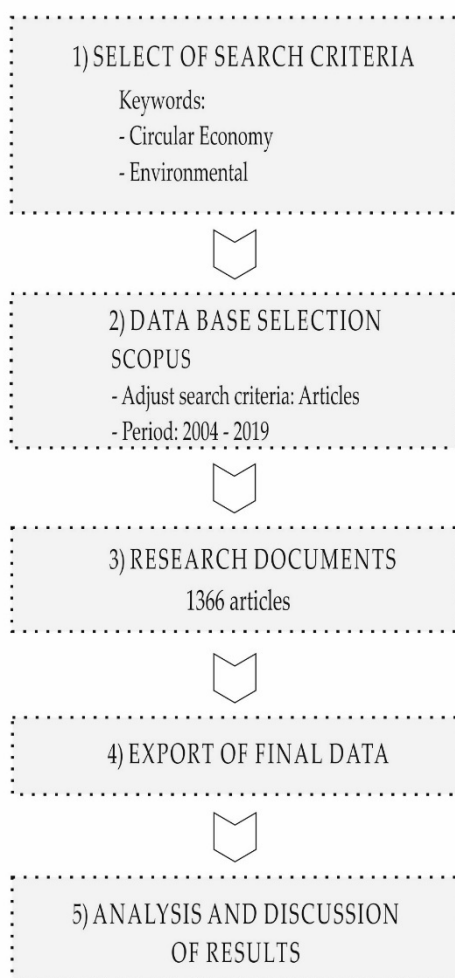 1) SELECT OF SEARCH CRITERIA
Keywords:
- Circular Economy
- Environmental
2) DATA BASE SELECTION
SCOPUS
- Adjust search criteria: Articles
- Period: 2004 - 2019
3) RESEARCH DOCUMENTS
1366 articles
4) EXPORT OF FINAL DATA
5) ANALYSIS AND DISCUSSION
OF RESULTS